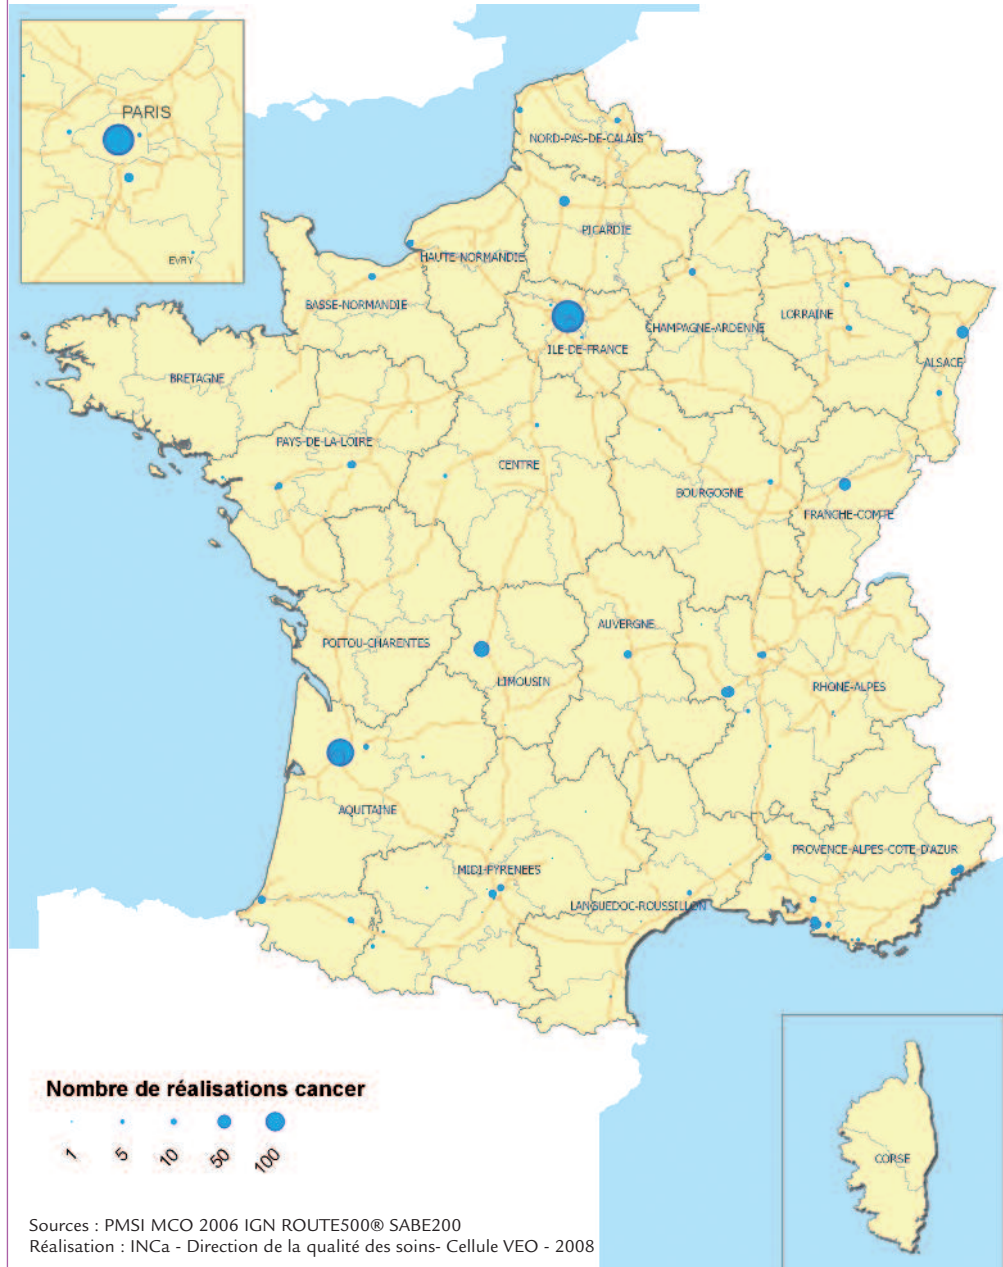 PARIS
EVRY
NORD-PAS-DE-CALAIS
PICARDIE
HAUTE-NORMANDIE
BASSE-NORMANDIE
CHAMPAGNE-ARDENNE
LORRAINE
ILE-DE-FRANCE
ALSACE
BRETAGNE
PAYS-DE-LA-LOIRE
CENTRE
BOURGOGNE
FRANCHE-COMTE
POITOU-CHARENTES
AUVERGNE
LIMOUSIN
RHONE-ALPES
AQUITAINE
PROVENCE-ALPES-COTE-D'AZUR
MIDI-PYRENEES
LANGUEDOC-ROUSSILLON
CORSE
Nombre de réalisations cancer
1 5 10 50 100
Sources : PMSI MCO 2006 IGN ROUTE500® SABE200
Réalisation : INCa - Direction de la qualité des soins- Cellule VEO - 2008